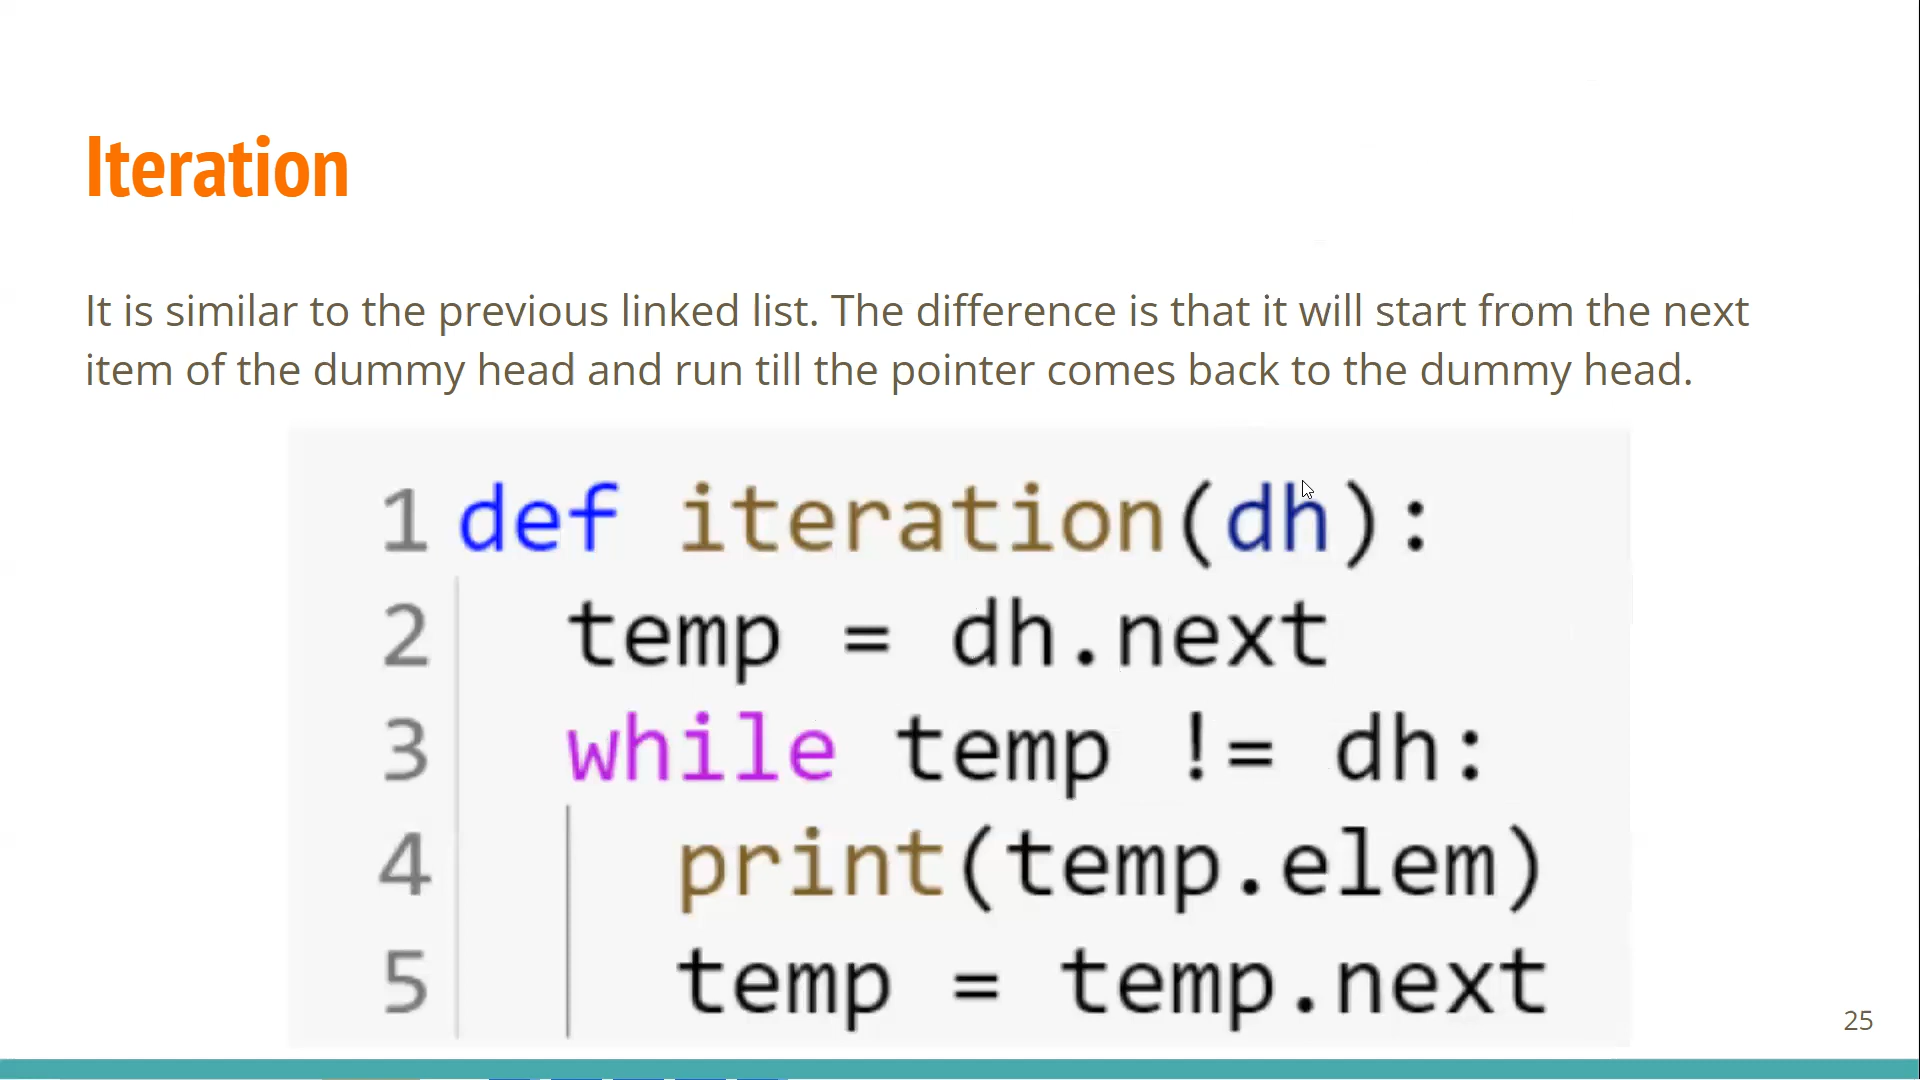 Iteration
It is similar to the previous linked list. The difference is that it will start from the next
item of the dummy head and run till the pointer comes back to the dummy head.
1 def iteration(dh):
2 temp = dh.next
3 while temp != dh:
4 print(temp.elem)
5 temp = temp.next
25